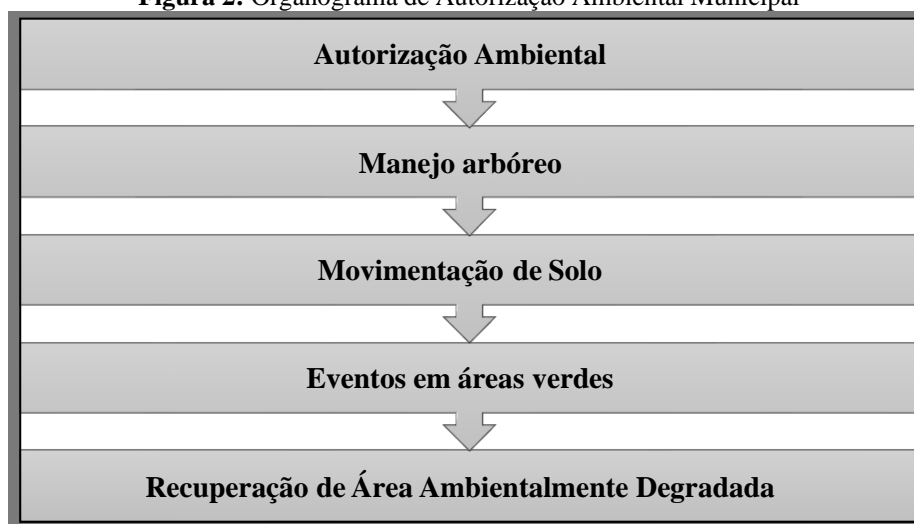 Figura 2: Organograma de Autorização Ambiental Municipal
Autorização Ambiental
Manejo arbóreo
Movimentação de Solo
Eventos em áreas verdes
Recuperação de Área Ambientalmente Degradada